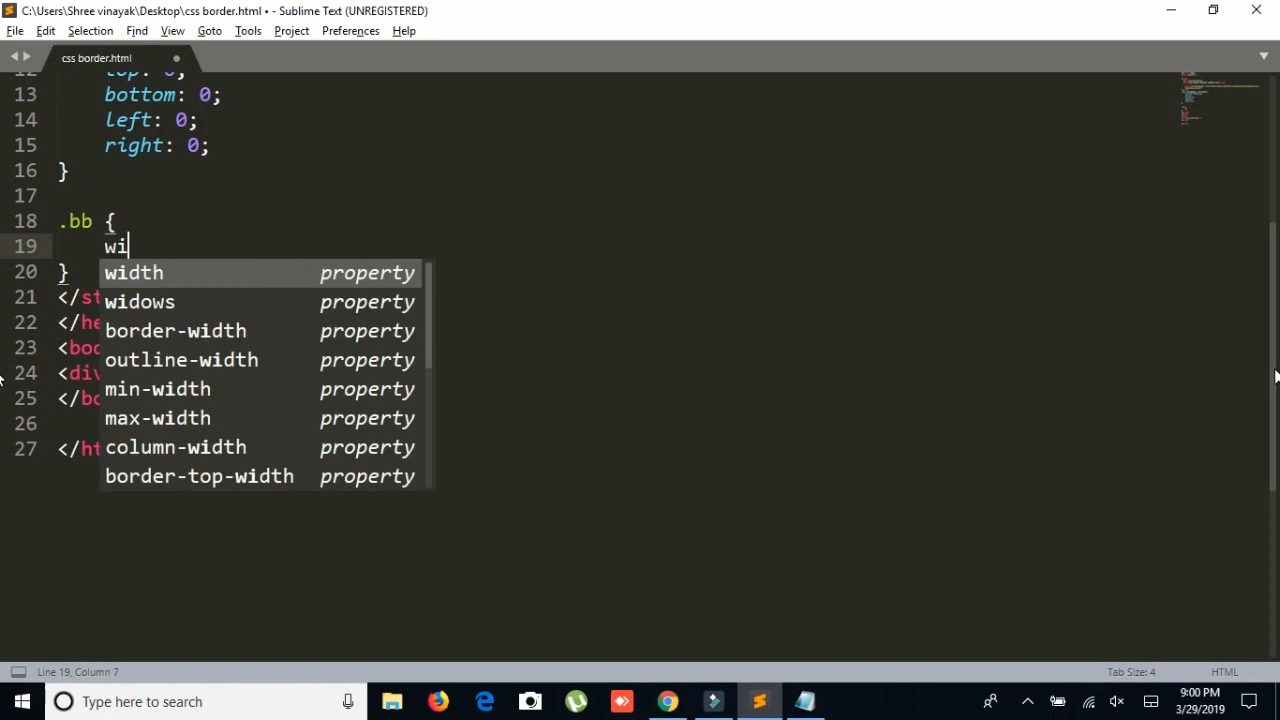 C:\Users\Shree vinayak\Desktop\css border.html • - Sublime Text (UNREGISTERED)
File Edit Selection Find View Goto Tools Project Preferences Help
css border.html
12 top: 0;
13 bottom: 0;
14 left: 0;
15 right: 0;
16 }
17
18 .bb {
19 wi
20 } width property
21 </st widows property
22 </he border-width property
23 <bod outline-width property
24 <div min-width property
25 </bo max-width property
26 column-width property
27 </ht border-top-width property
Line 19, Column 7 Tab Size: 4 HTML
Type here to search
9:00 PM
3/29/2019